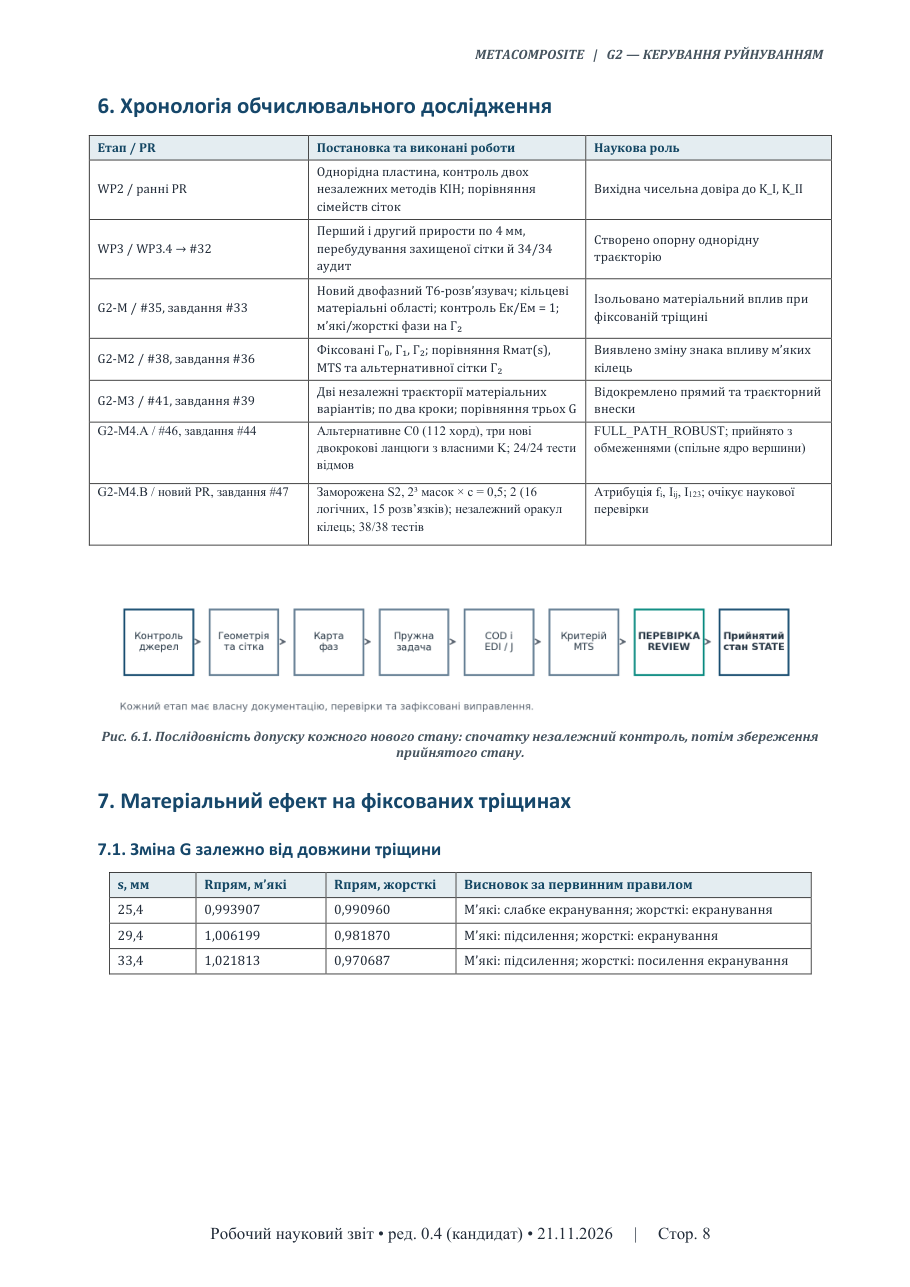 METACOMPOSITE | G2 — КЕРУВАННЯ РУЙНУВАННЯМ
6. Хронологія обчислювального дослідження
Етап / PR
Постановка та виконані роботи
Наукова роль
WP2 / ранні PR
Однорідна пластина, контроль двох
незалежних методів КІН; порівняння
сімейств сіток
Вихідна чисельна довіра до K_I, K_II
WP3 / WP3.4 → #32
Перший і другий прирости по 4 мм,
перебудування захищеної сітки й 34/34
аудит
Створено опорну однорідну
траєкторію
G2-M / #35, завдання #33
Новий двофазний T6-розв’язувач; кільцеві
матеріальні області; контроль Eк/Eм = 1;
м’які/жорсткі фази на Γ₂
Ізольовано матеріальний вплив при
фіксованій тріщині
G2-M2 / #38, завдання #36
Фіксовані Γ₀, Γ₁, Γ₂; порівняння Rмат(s),
MTS та альтернативної сітки Γ₂
Виявлено зміну знака впливу м’яких
кілець
G2-M3 / #41, завдання #39
Дві незалежні траєкторії матеріальних
варіантів; по два кроки; порівняння трьох G
Відокремлено прямий та траєкторний
внески
G2-M4.A / #46, завдання #44
Альтернативне C0 (112 хорд), три нові
двокрокові ланцюги з власними K; 24/24 тести
відмов
FULL_PATH_ROBUST; прийнято з
обмеженнями (спільне ядро вершини)
G2-M4.B / новий PR, завдання #47
Заморожена S2, 2³ масок × c = 0,5; 2 (16
логічних, 15 розв’язків); незалежний оракул
кілець; 38/38 тестів
Атрибуція fᵢ, Iᵢⱼ, I₁₂₃; очікує наукової
перевірки
Контроль
джерел
Геометрія
та сітка
Карта
фаз
Пружна
задача
COD і
EDI / J
Критерій
MTS
ПЕРЕВІРКА
REVIEW
Прийнятий
стан STATE
Кожний етап має власну документацію, перевірки та зафіксовані виправлення.
Рис. 6.1. Послідовність допуску кожного нового стану: спочатку незалежний контроль, потім збереження
прийнятого стану.
7. Матеріальний ефект на фіксованих тріщинах
7.1. Зміна G залежно від довжини тріщини
s, мм
Rпрям, м’які
Rпрям, жорсткі
Висновок за первинним правилом
25,4
0,993907
0,990960
М’які: слабке екранування; жорсткі: екранування
29,4
1,006199
0,981870
М’які: підсилення; жорсткі: екранування
33,4
1,021813
0,970687
М’які: підсилення; жорсткі: посилення екранування
Робочий науковий звіт • ред. 0.4 (кандидат) • 21.11.2026 | Стор. 8